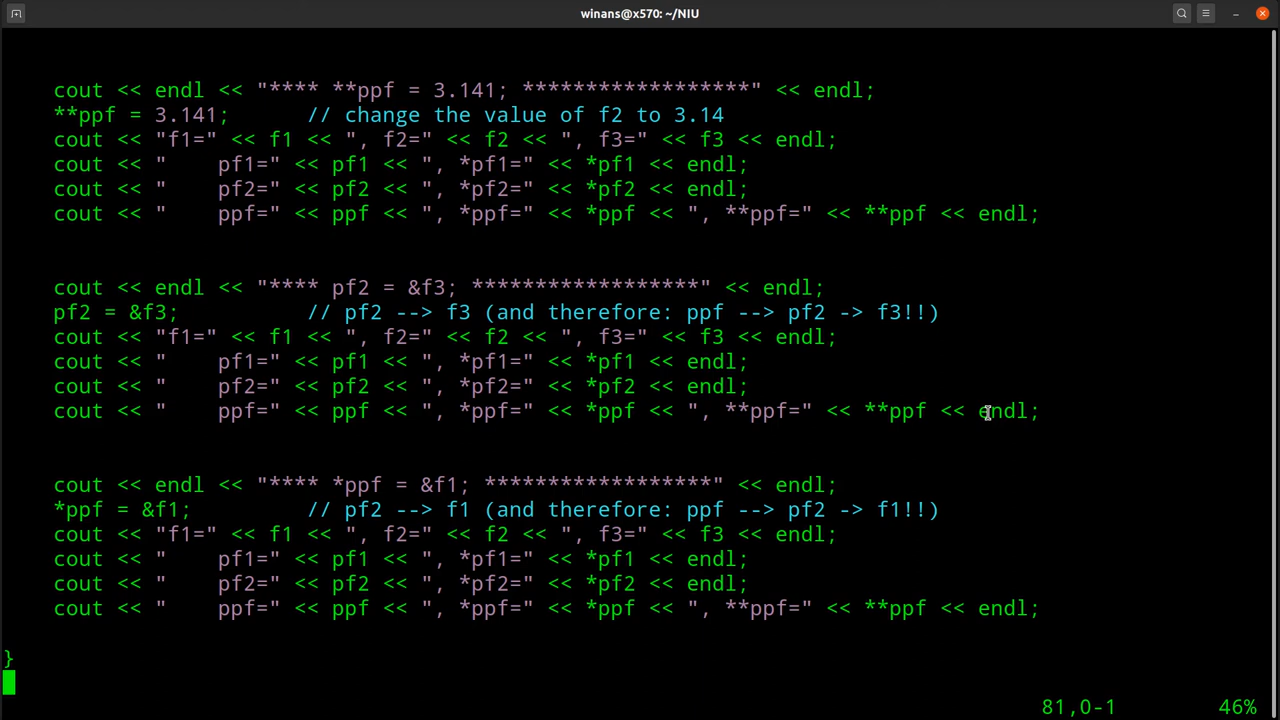 winans@x570: ~/NIU
cout << endl << "**** **ppf = 3.141; ******************" << endl;
**ppf = 3.141;      // change the value of f2 to 3.14
cout << "f1=" << f1 << ", f2=" << f2 << ", f3=" << f3 << endl;
cout << "    pf1=" << pf1 << ", *pf1=" << *pf1 << endl;
cout << "    pf2=" << pf2 << ", *pf2=" << *pf2 << endl;
cout << "    ppf=" << ppf << ", *ppf=" << *ppf << ", **ppf=" << **ppf << endl;
cout << endl << "**** pf2 = &f3; ******************" << endl;
pf2 = &f3;          // pf2 --> f3 (and therefore: ppf --> pf2 -> f3!!)
cout << "f1=" << f1 << ", f2=" << f2 << ", f3=" << f3 << endl;
cout << "    pf1=" << pf1 << ", *pf1=" << *pf1 << endl;
cout << "    pf2=" << pf2 << ", *pf2=" << *pf2 << endl;
cout << "    ppf=" << ppf << ", *ppf=" << *ppf << ", **ppf=" << **ppf << endl;
cout << endl << "**** *ppf = &f1; ******************" << endl;
*ppf = &f1;         // pf2 --> f1 (and therefore: ppf --> pf2 -> f1!!)
cout << "f1=" << f1 << ", f2=" << f2 << ", f3=" << f3 << endl;
cout << "    pf1=" << pf1 << ", *pf1=" << *pf1 << endl;
cout << "    pf2=" << pf2 << ", *pf2=" << *pf2 << endl;
cout << "    ppf=" << ppf << ", *ppf=" << *ppf << ", **ppf=" << **ppf << endl;
}
81,0-1        46%